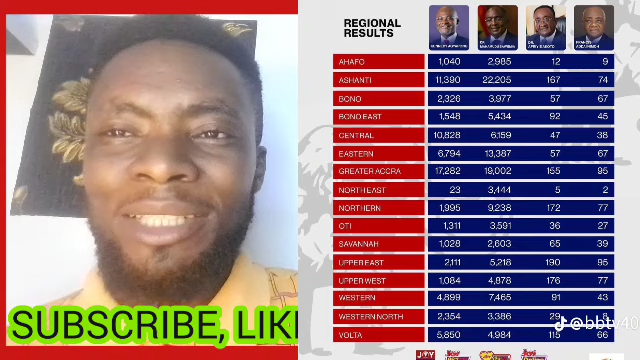 SUBSCRIBE, LIKE
REGIONAL
RESULTS
AHAFO 1,040 2,985 12 9
ASHANTI 11,390 22,205 167 74
BONO 2,326 3,977 57 67
BONO EAST 1,548 5,434 92 45
CENTRAL 10,828 6,159 47 38
EASTERN 6,794 13,387 57 67
GREATER ACCRA 17,282 19,002 155 95
NORTH EAST 23 3,444 5 2
NORTHERN 1,995 9,238 172 77
OTI 1,311 3,591 36 27
SAVANNAH 1,028 2,603 65 39
UPPER EAST 2,111 5,218 190 95
UPPER WEST 1,084 4,878 176 77
WESTERN 4,899 7,465 91 43
WESTERN NORTH 2,354 3,386 29
VOLTA 5,850 4,984 115 66
JOY